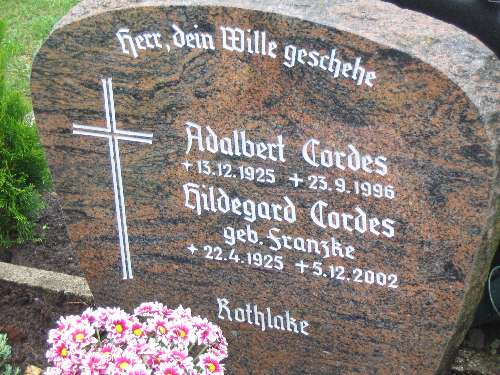 Herr, dein Wille geschehe
Adalbert Cordes
+ 13.12.1925 + 23.9.1996
Hildegard Cordes
geb. Franzke
+ 22.4.1925 + 5.12.2002
Rothlake